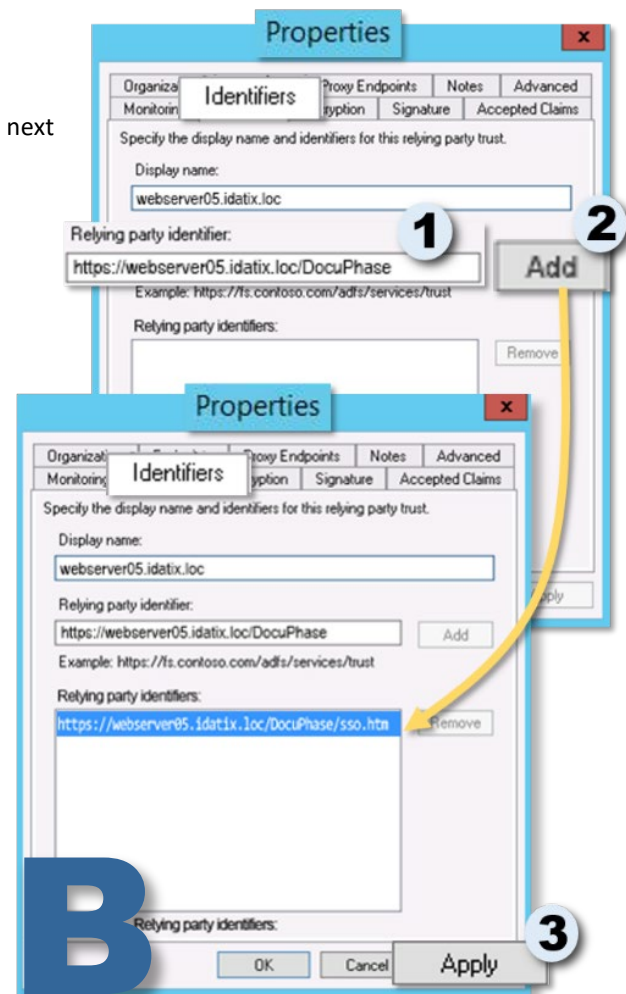 next
Properties
x
Proxy Endpoints Notes Advanced
Identifiers
Signature Accepted Claims
Specify the display name and identifiers for this relying party trust.
Display name:
webserver05.idatix.loc
Relying party identifier:
1
2
https://webserver05.idatix.loc/DocuPhase
Add
Example: https://fs.contoso.com/adfs/services/trust
Relying party identifiers:
Remove
Properties
x
Proxy Endpoints Notes Advanced
Monitoring Identifiers Signature Accepted Claims
Specify the display name and identifiers for this relying party trust.
Display name:
webserver05.idatix.loc
Relying party identifier:
https://webserver05.idatix.loc/DocuPhase
Add
Example: https://fs.contoso.com/adfs/services/trust
Relying party identifiers:
https://webserver05.idatix.loc/DocuPhase/sso.htm
Remove
B
Relying party identifiers:
3
OK Cancel Apply